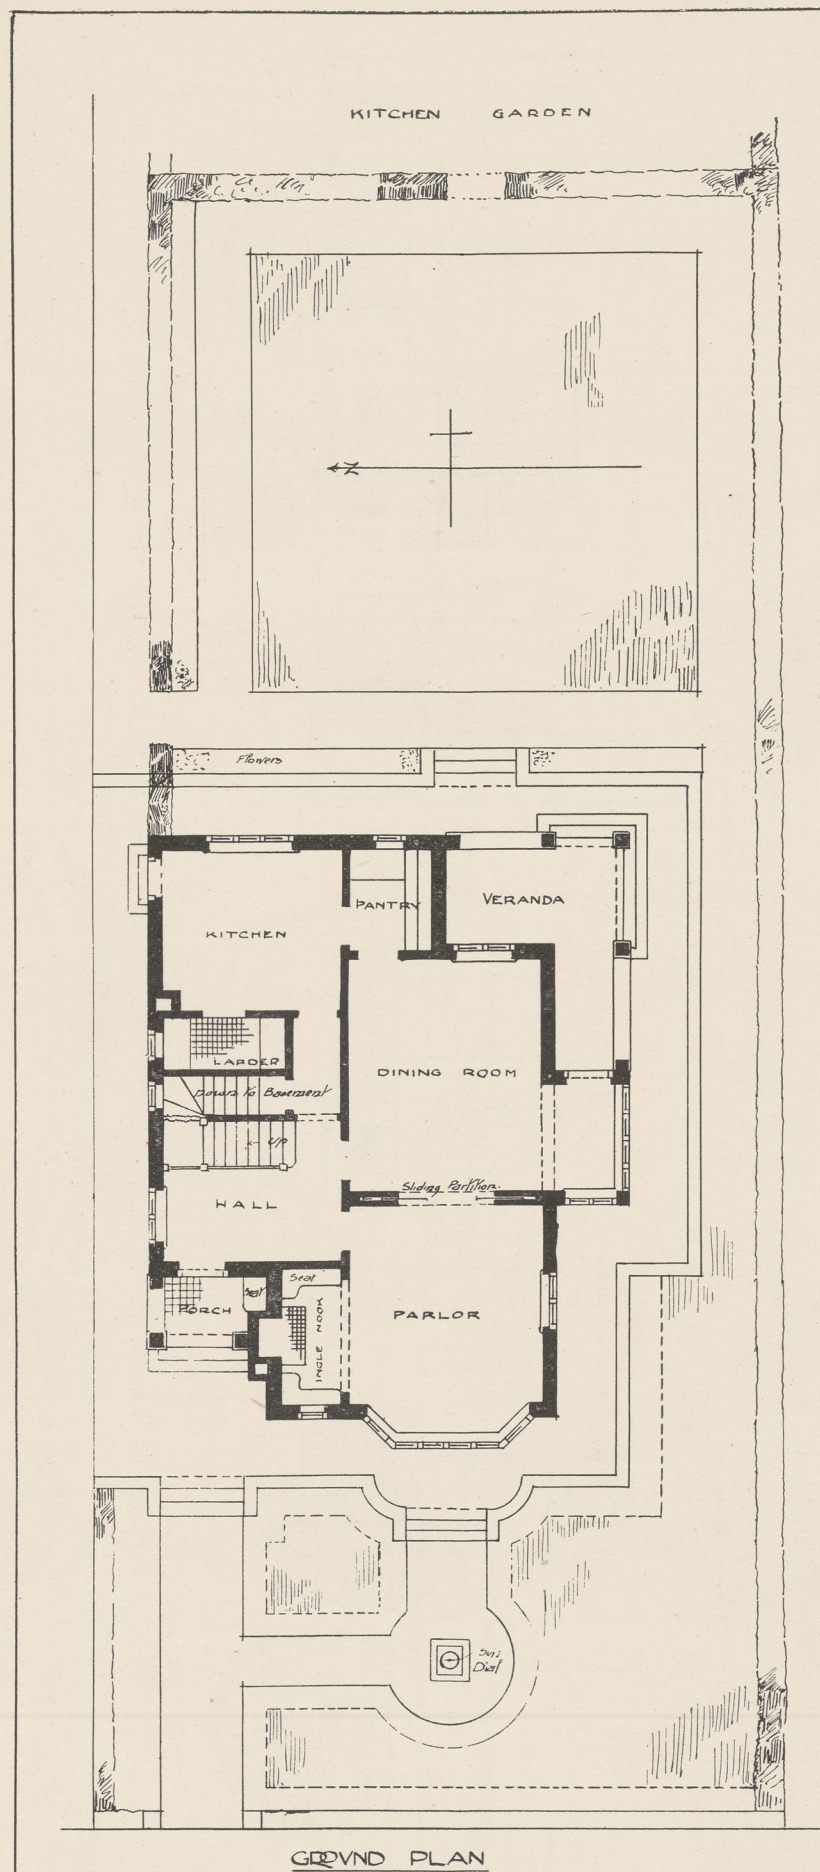 KITCHEN GARDEN
N
Flowers
VERANDA
PANTRY
KITCHEN
LARDER
DINING ROOM
Down to Basement
← UP
Sliding Partition.
HALL
Seat
Seat
PORCH
INGLE NOOK
PARLOR
Sun
Dial
GROVND PLAN